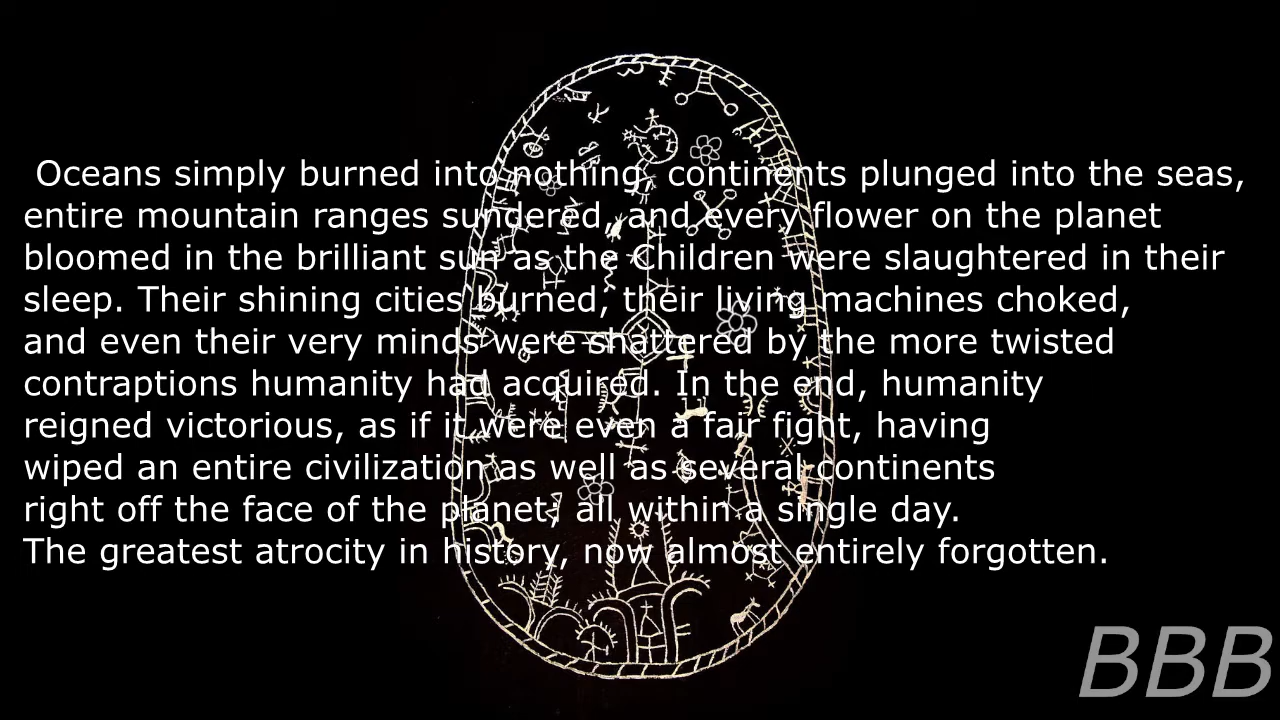 Oceans simply burned into nothing, continents plunged into the seas,
entire mountain ranges sundered, and every flower on the planet
bloomed in the brilliant sun as the Children were slaughtered in their
sleep. Their shining cities burned, their living machines choked,
and even their very minds were shattered by the more twisted
contraptions humanity had acquired. In the end, humanity
reigned victorious, as if it were even a fair fight, having
wiped an entire civilization as well as several continents
right off the face of the planet; all within a single day.
The greatest atrocity in history, now almost entirely forgotten.
BBB